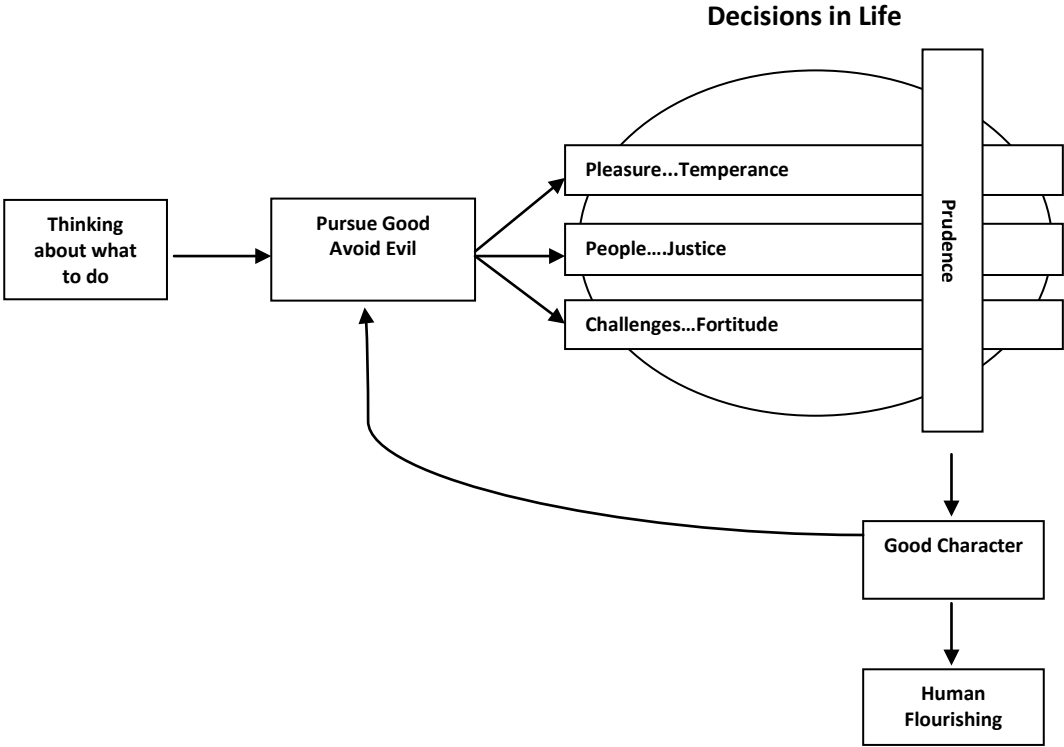 Decisions in Life
Thinking
about what
to do
Pursue Good
Avoid Evil
Pleasure...Temperance
People....Justice
Challenges...Fortitude
Prudence
Good Character
Human
Flourishing